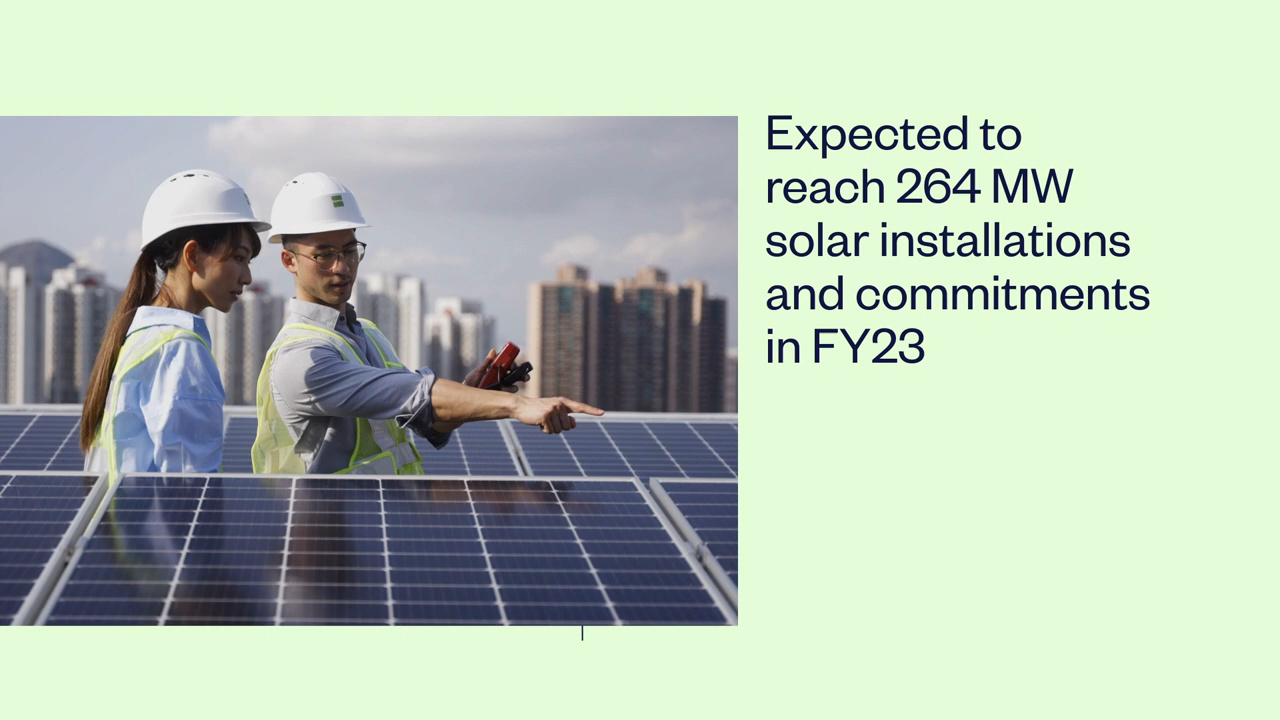 Expected to
reach 264 MW
solar installations
and commitments
in FY23